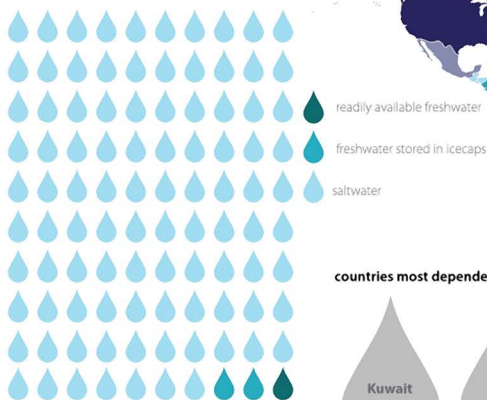 readily available freshwater
freshwater stored in icecaps
saltwater
countries most depende
Kuwait